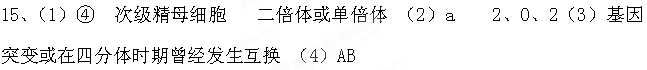 15、（1）④ 次级精母细胞 二倍体或单倍体 （2）a 2、0、2（3）基因
突变或在四分体时期曾经发生互换 （4）AB